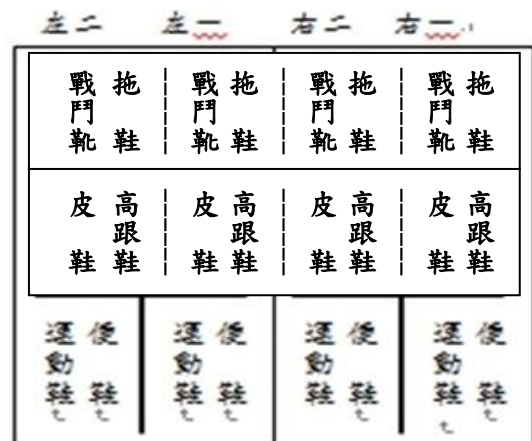 左二 左一 右二 右一
拖鞋
戰鬥靴
拖鞋
戰鬥靴
拖鞋
戰鬥靴
拖鞋
戰鬥靴
高跟鞋
皮鞋
高跟鞋
皮鞋
高跟鞋
皮鞋
高跟鞋
皮鞋
便鞋
運動鞋
便鞋
運動鞋
便鞋
運動鞋
便鞋
運動鞋